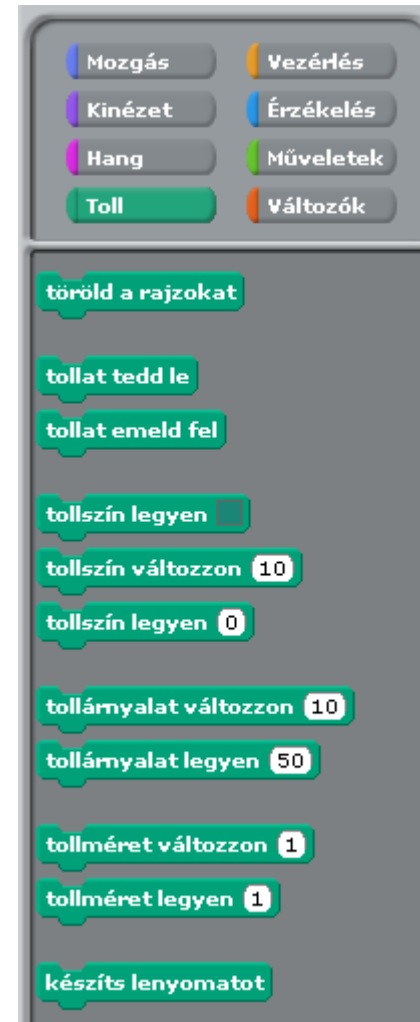 Mozgás Vezérlés
Kinézet Érzékelés
Hang Műveletek
Toll Változók
töröld a rajzokat
tollat tedd le
tollat emeld fel
tollszín legyen
tollszín változzon 10
tollszín legyen 0
tollárnyalat változzon 10
tollárnyalat legyen 50
tollméret változzon 1
tollméret legyen 1
készíts lenyomatot